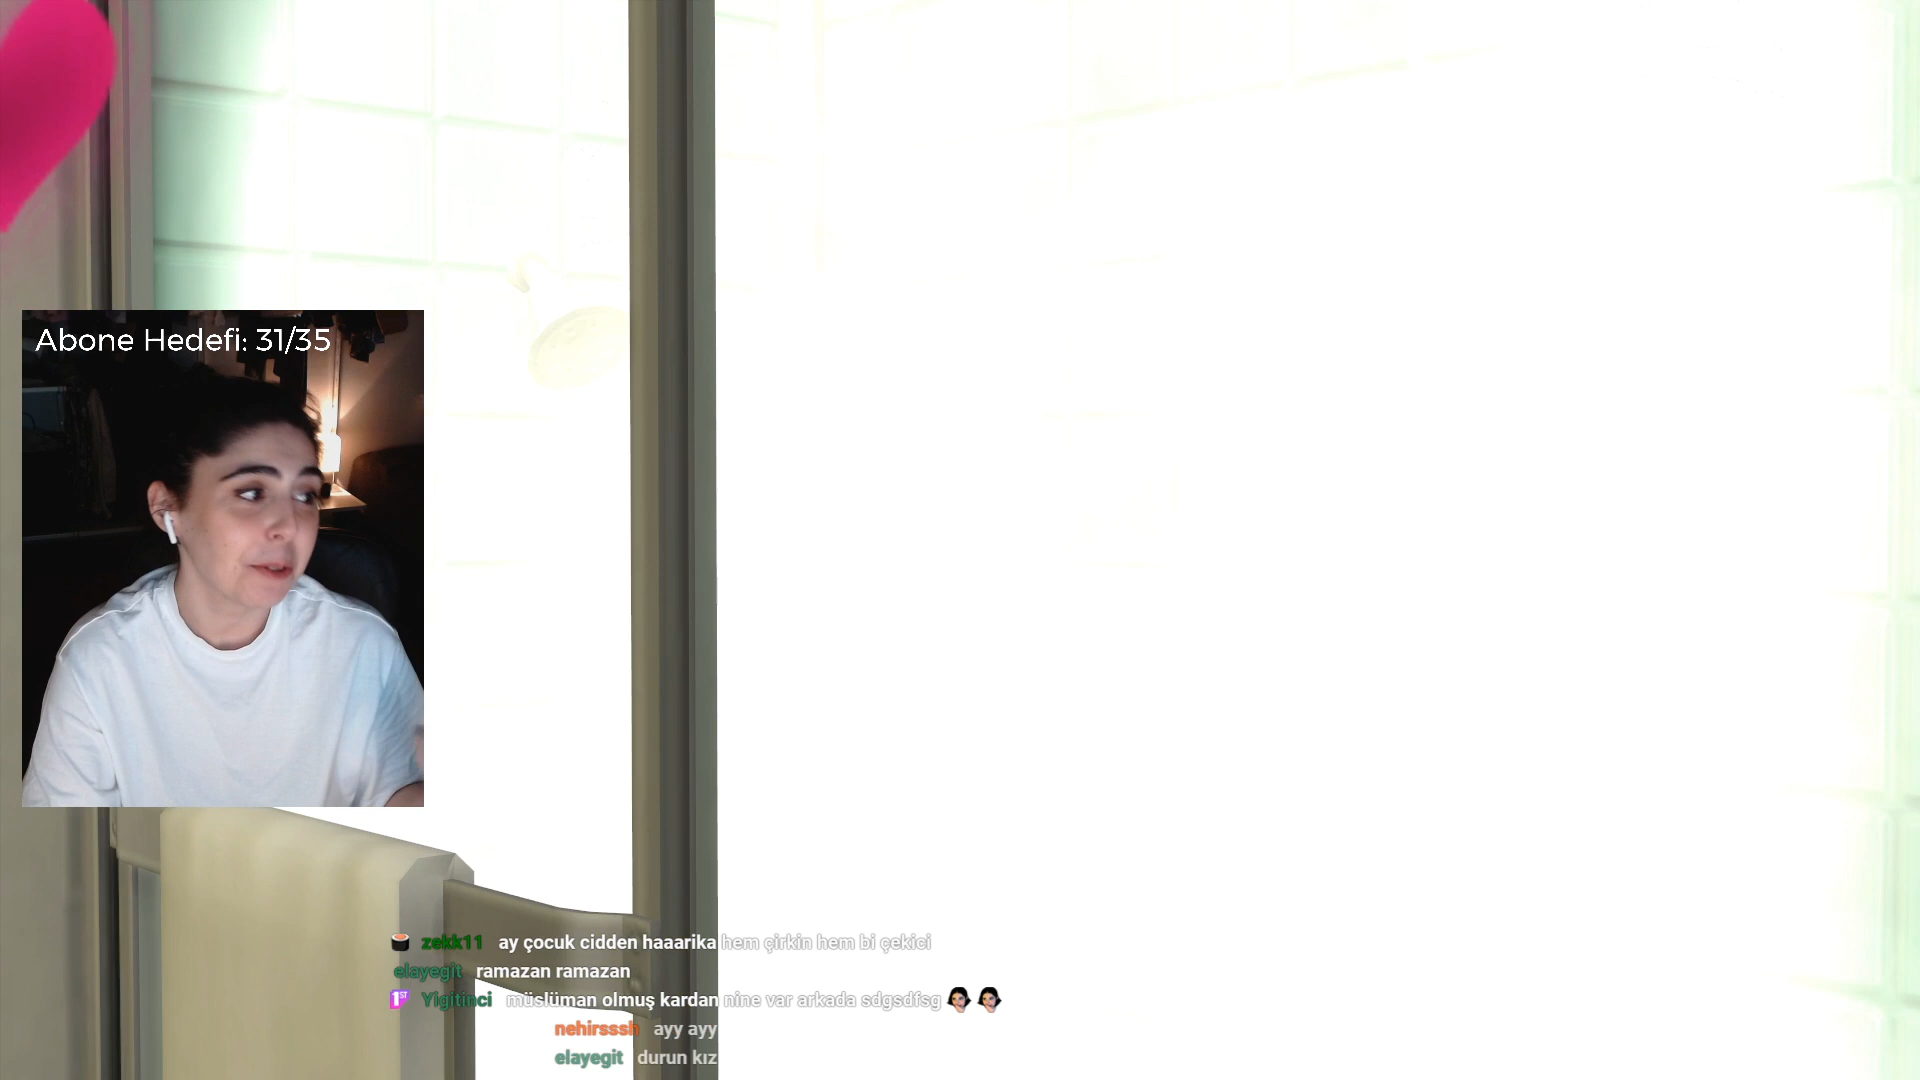 Abone Hedefi: 31/35
zekk11 ay çocuk cidden haaarika hem çirkin hem bi çekici
elayegit ramazan ramazan
1ST Yigitinci müslüman olmuş kardan nine var arkada sdgsdfsg
nehirsssh ayy ayy
elayegit durun kız